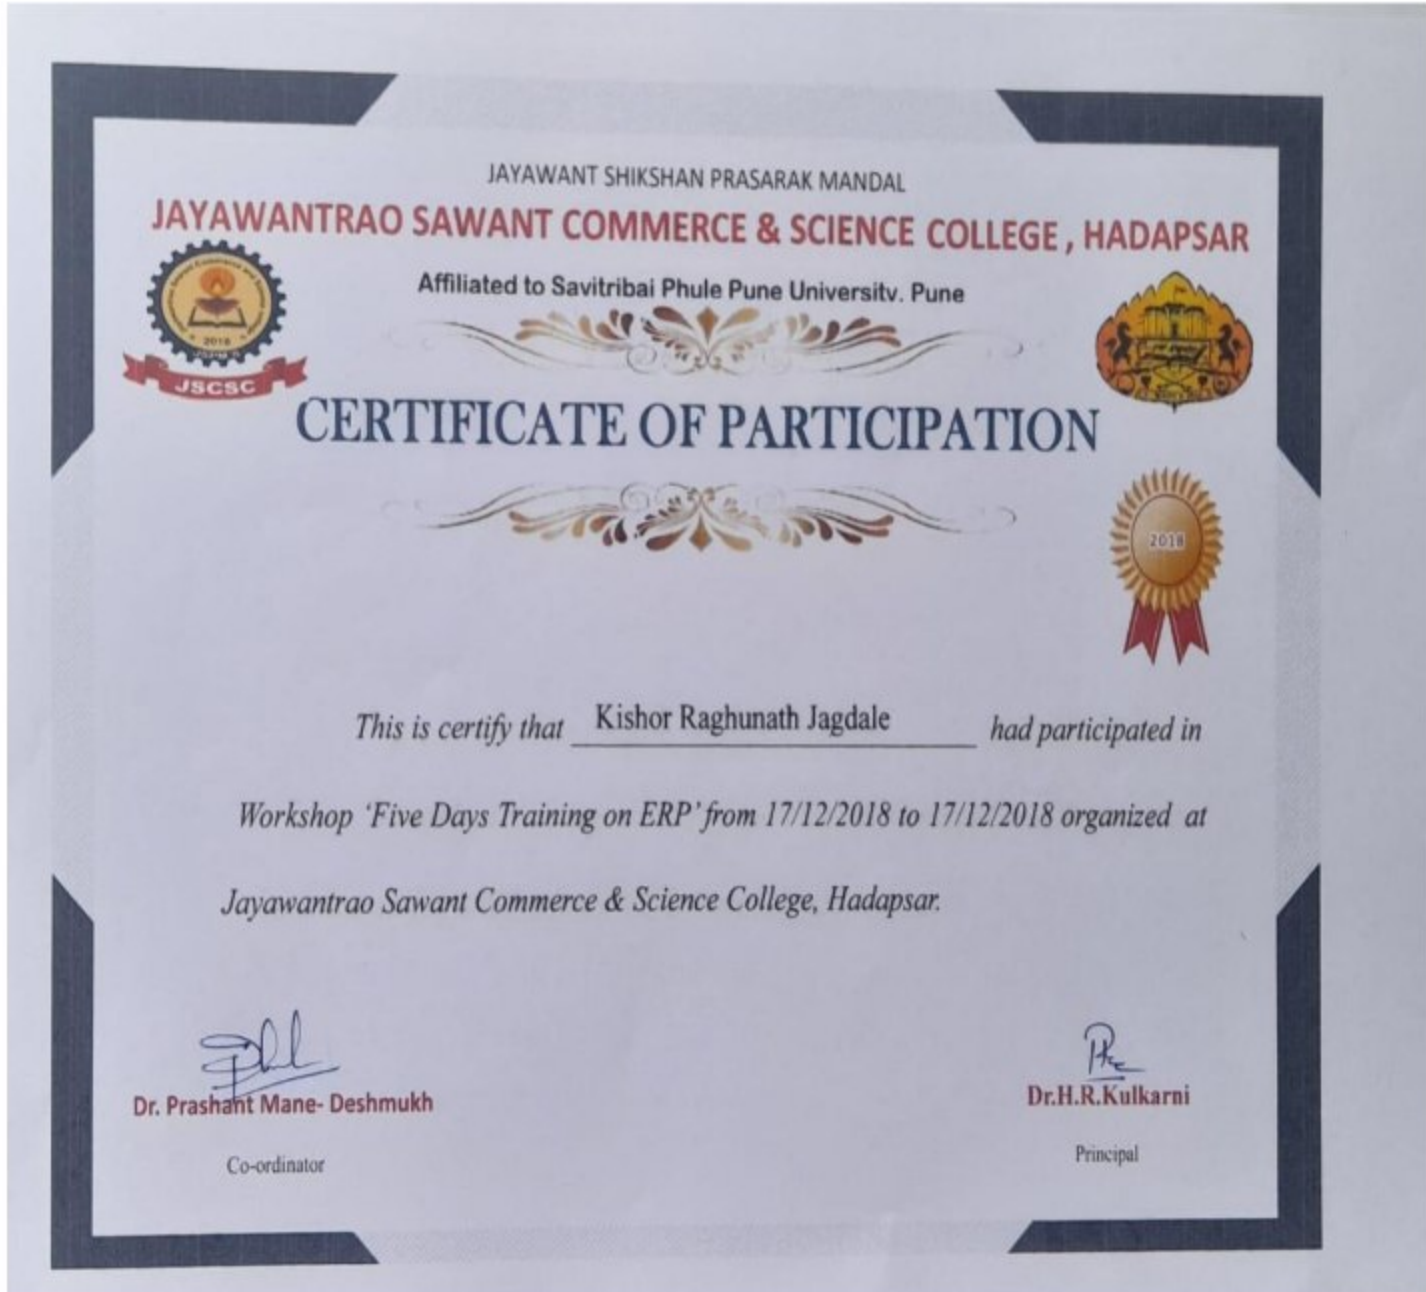 JAYAWANT SHIKSHAN PRASARAK MANDAL
JAYAWANTRAO SAWANT COMMERCE & SCIENCE COLLEGE , HADAPSAR
Affiliated to Savitribai Phule Pune University. Pune
2018
JSCSC
CERTIFICATE OF PARTICIPATION
2018
This is certify that Kishor Raghunath Jagdale had participated in
Workshop ‘Five Days Training on ERP’ from 17/12/2018 to 17/12/2018 organized at
Jayawantrao Sawant Commerce & Science College, Hadapsar.
Dr. Prashant Mane- Deshmukh
Co-ordinator
Dr.H.R.Kulkarni
Principal